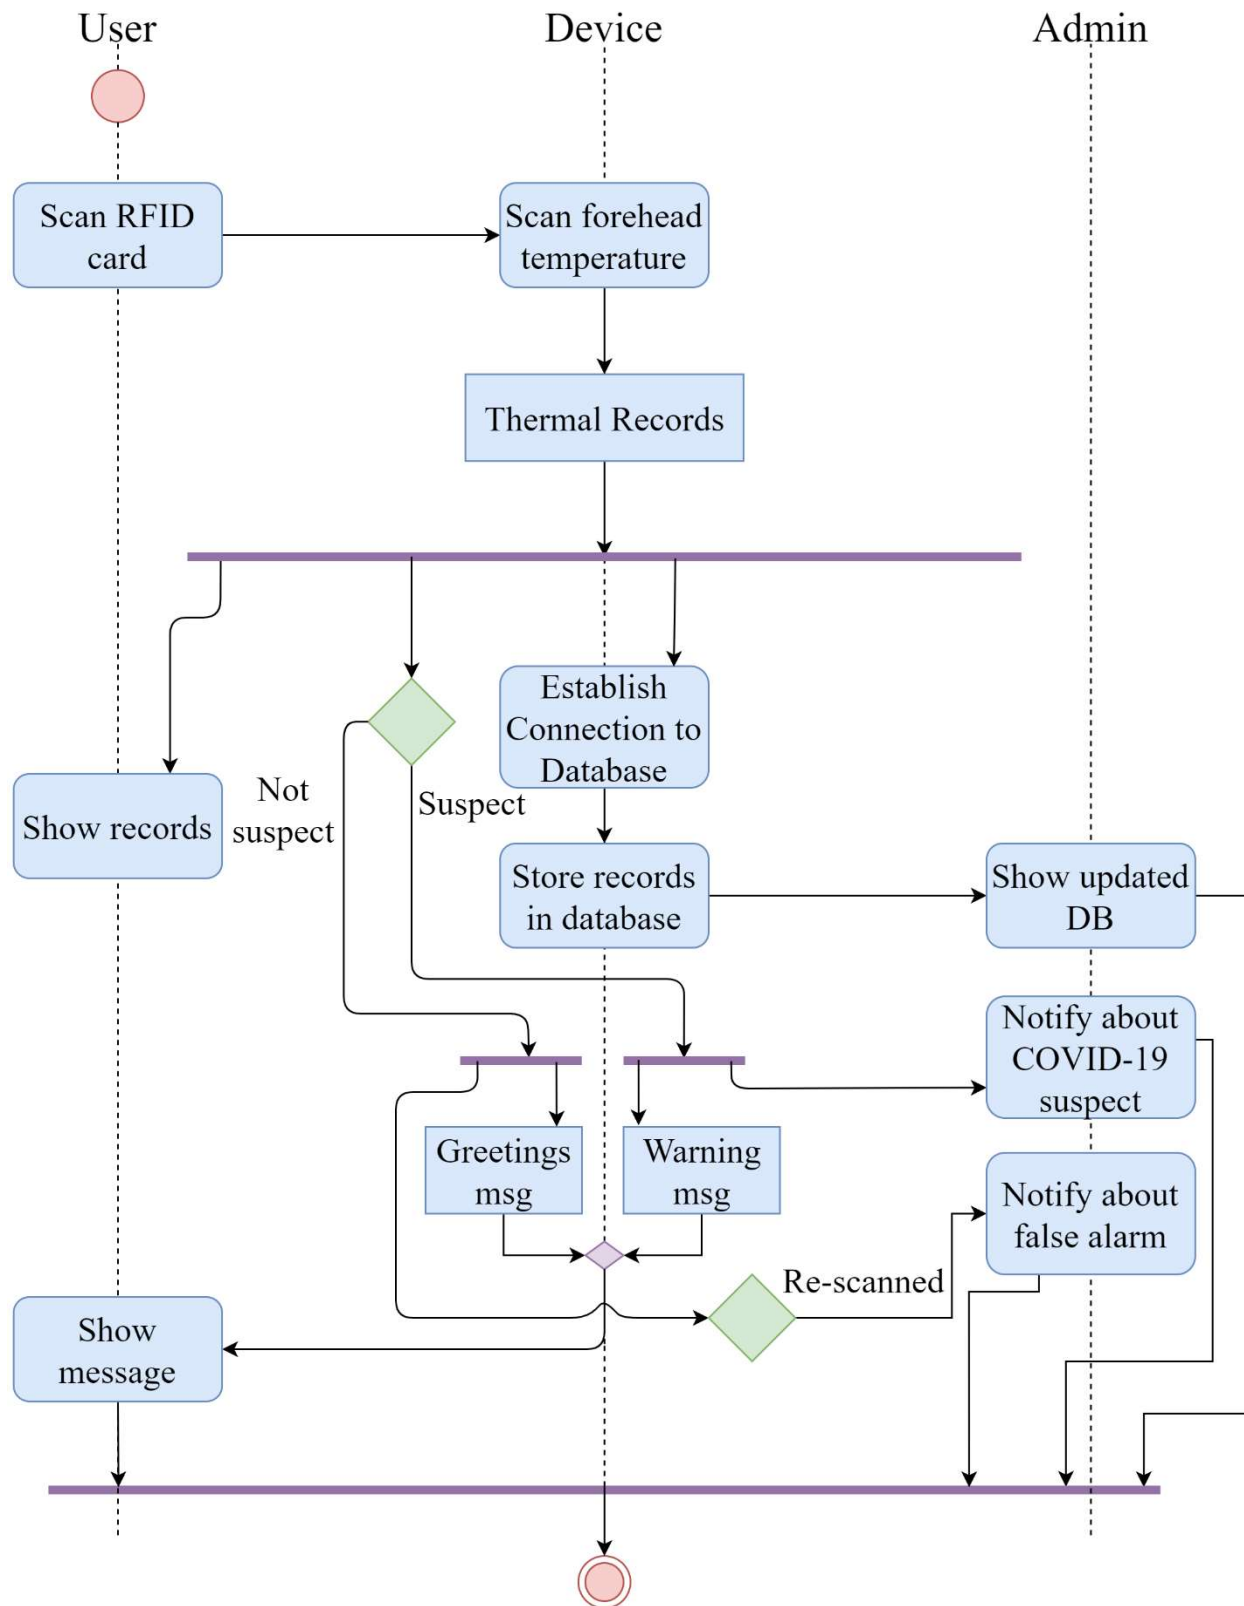 User
Device
Admin
Scan RFID
card
Scan forehead
temperature
Thermal Records
Establish
Connection to
Database
Not
suspect
Suspect
Show records
Store records
in database
Show updated
DB
Notify about
COVID-19
suspect
Greetings
msg
Warning
msg
Notify about
false alarm
Re-scanned
Show
message